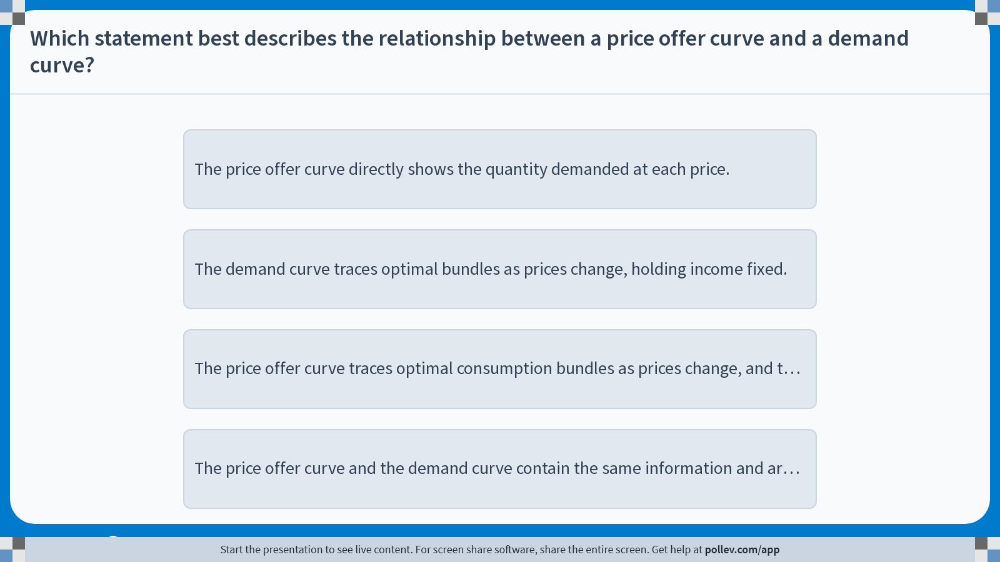 Which statement best describes the relationship between a price offer curve and a demand
curve?
The price offer curve directly shows the quantity demanded at each price.
The demand curve traces optimal bundles as prices change, holding income fixed.
The price offer curve traces optimal consumption bundles as prices change, and t…
The price offer curve and the demand curve contain the same information and ar…
Start the presentation to see live content. For screen share software, share the entire screen. Get help at pollev.com/app